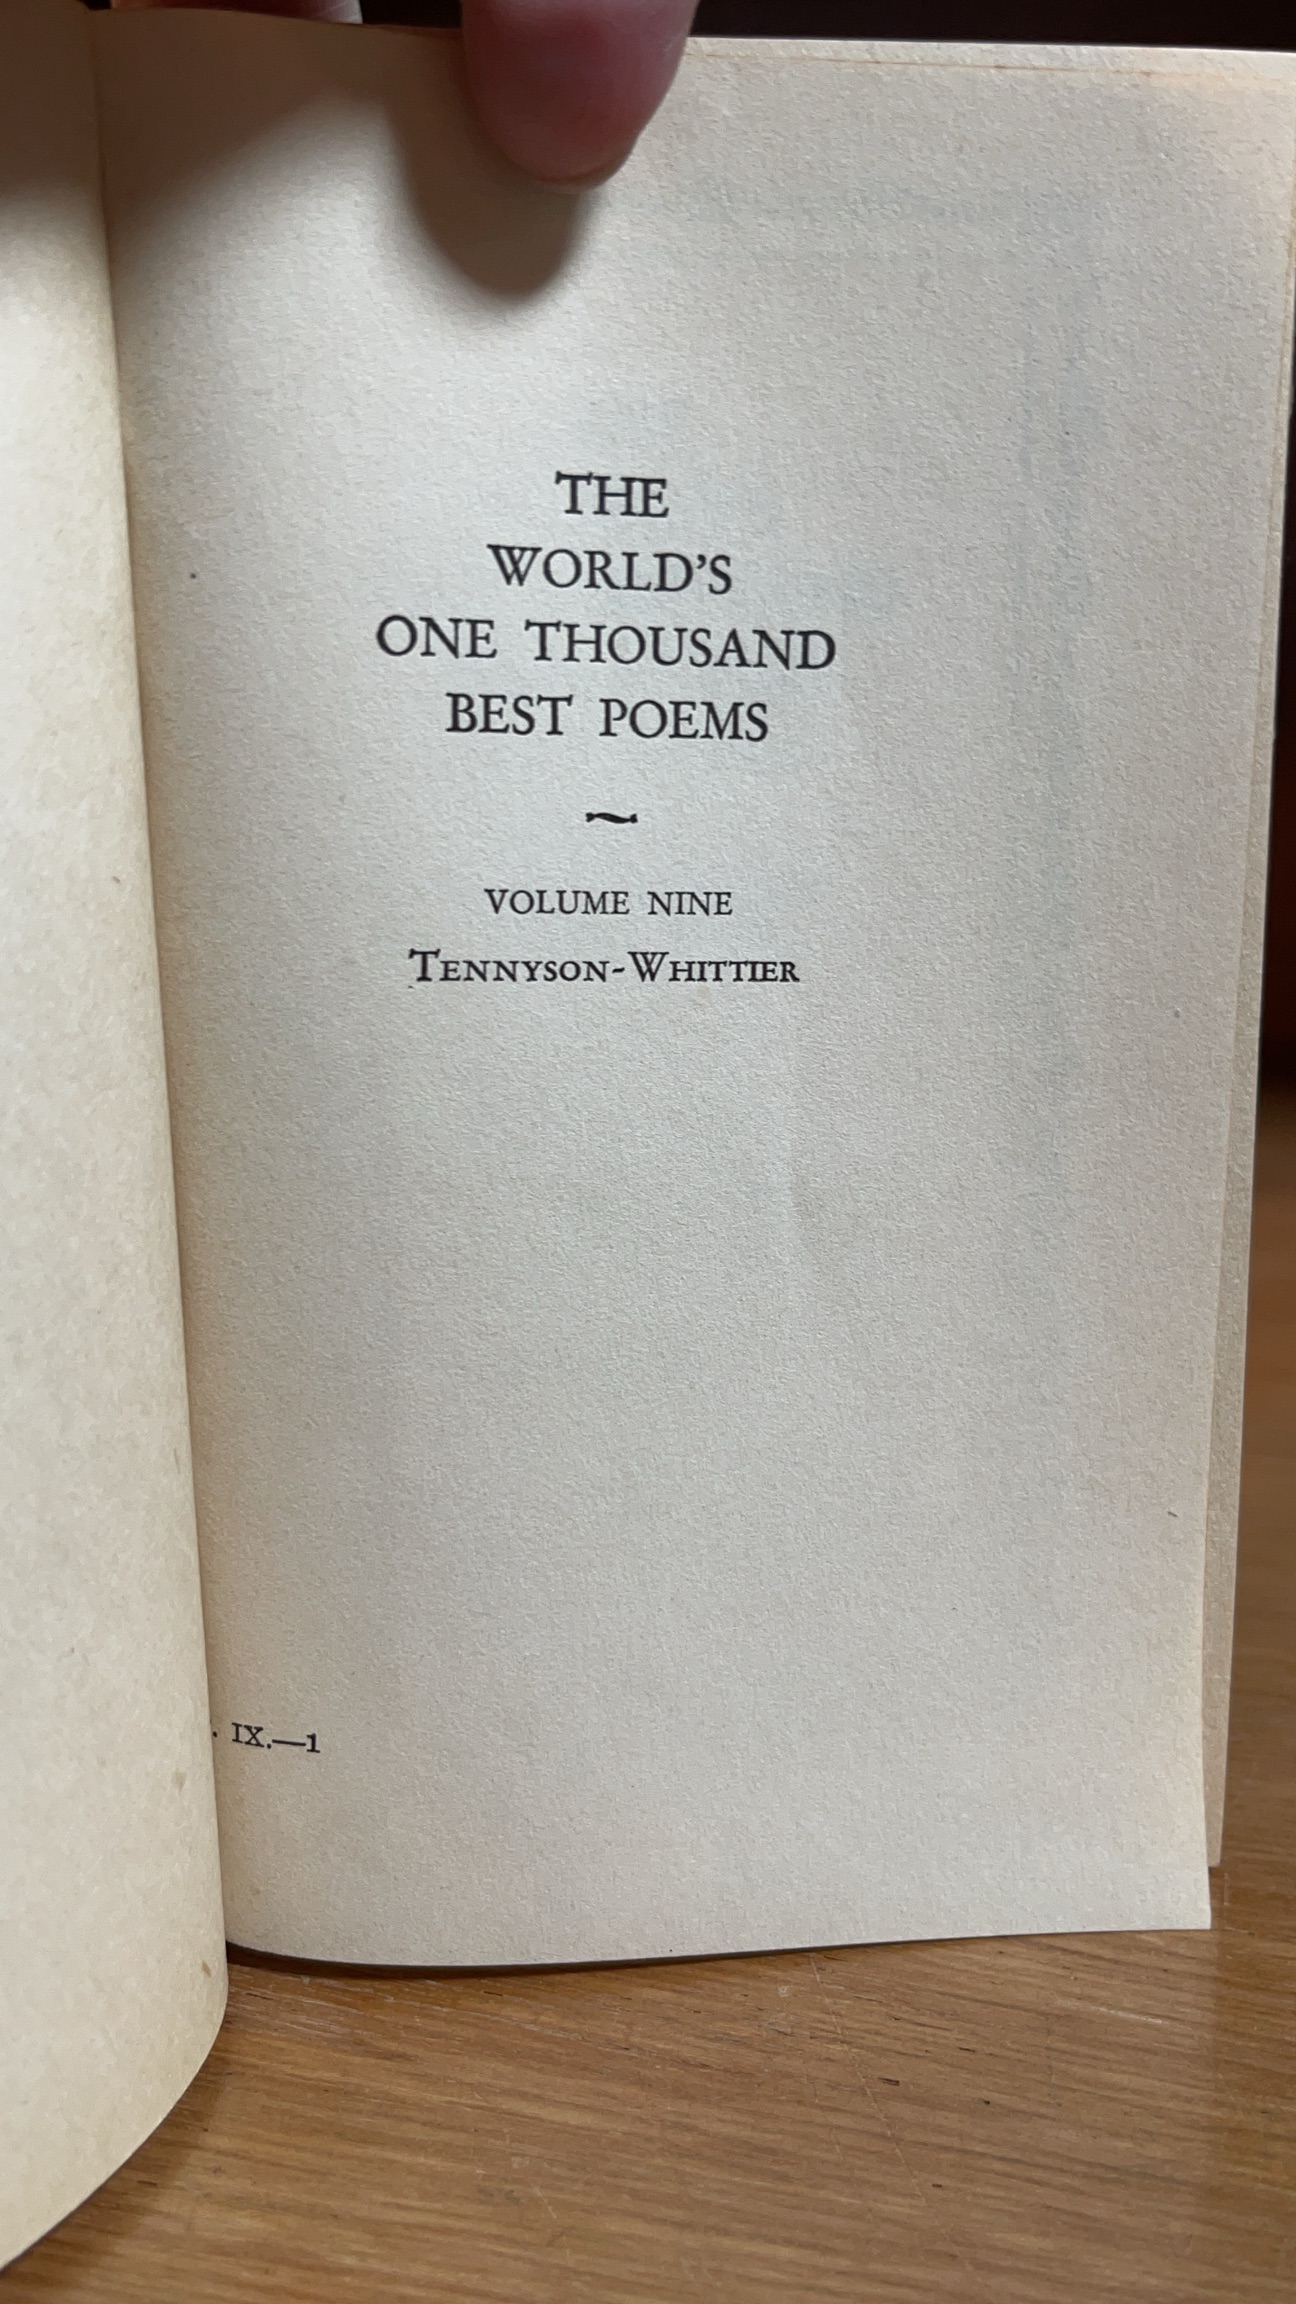 THE
WORLD'S
ONE THOUSAND
BEST POEMS
~
VOLUME NINE
TENNYSON-WHITTIER
. IX.—1